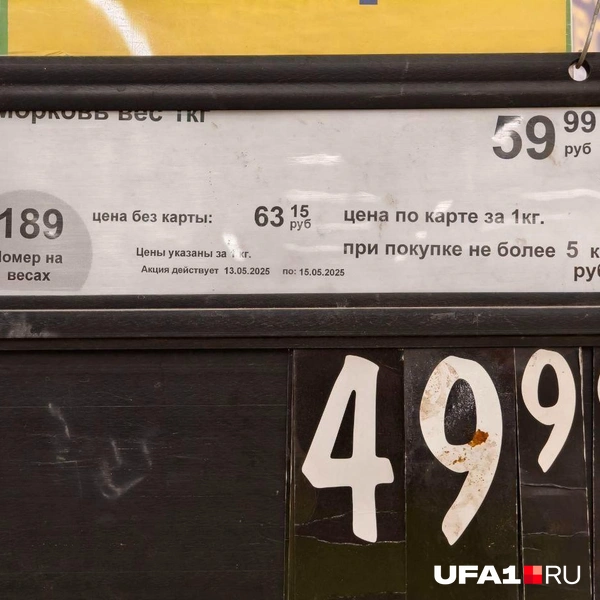 Морковь вес 1кг
59 99
руб
189
Номер на
весах
цена без карты: 63 15
руб
цена по карте за 1кг.
Цены указаны за 1кг.
при покупке не более 5 к
Акция действует 13.05.2025 по: 15.05.2025
руб
49 9
UFA1 RU